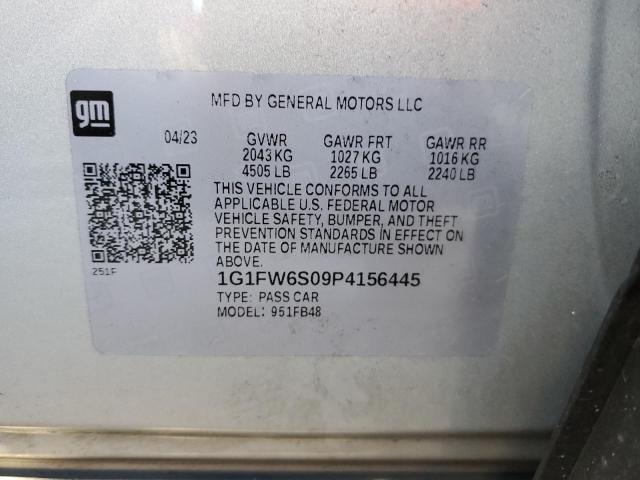 gm
MFD BY GENERAL MOTORS LLC
04/23 GVWR GAWR FRT GAWR RR
2043 KG 1027 KG 1016 KG
4505 LB 2265 LB 2240 LB
THIS VEHICLE CONFORMS TO ALL
APPLICABLE U.S. FEDERAL MOTOR
VEHICLE SAFETY, BUMPER, AND THEFT
PREVENTION STANDARDS IN EFFECT ON
THE DATE OF MANUFACTURE SHOWN
ABOVE.
251F
1G1FW6S09P4156445
TYPE: PASS CAR
MODEL: 951FB48